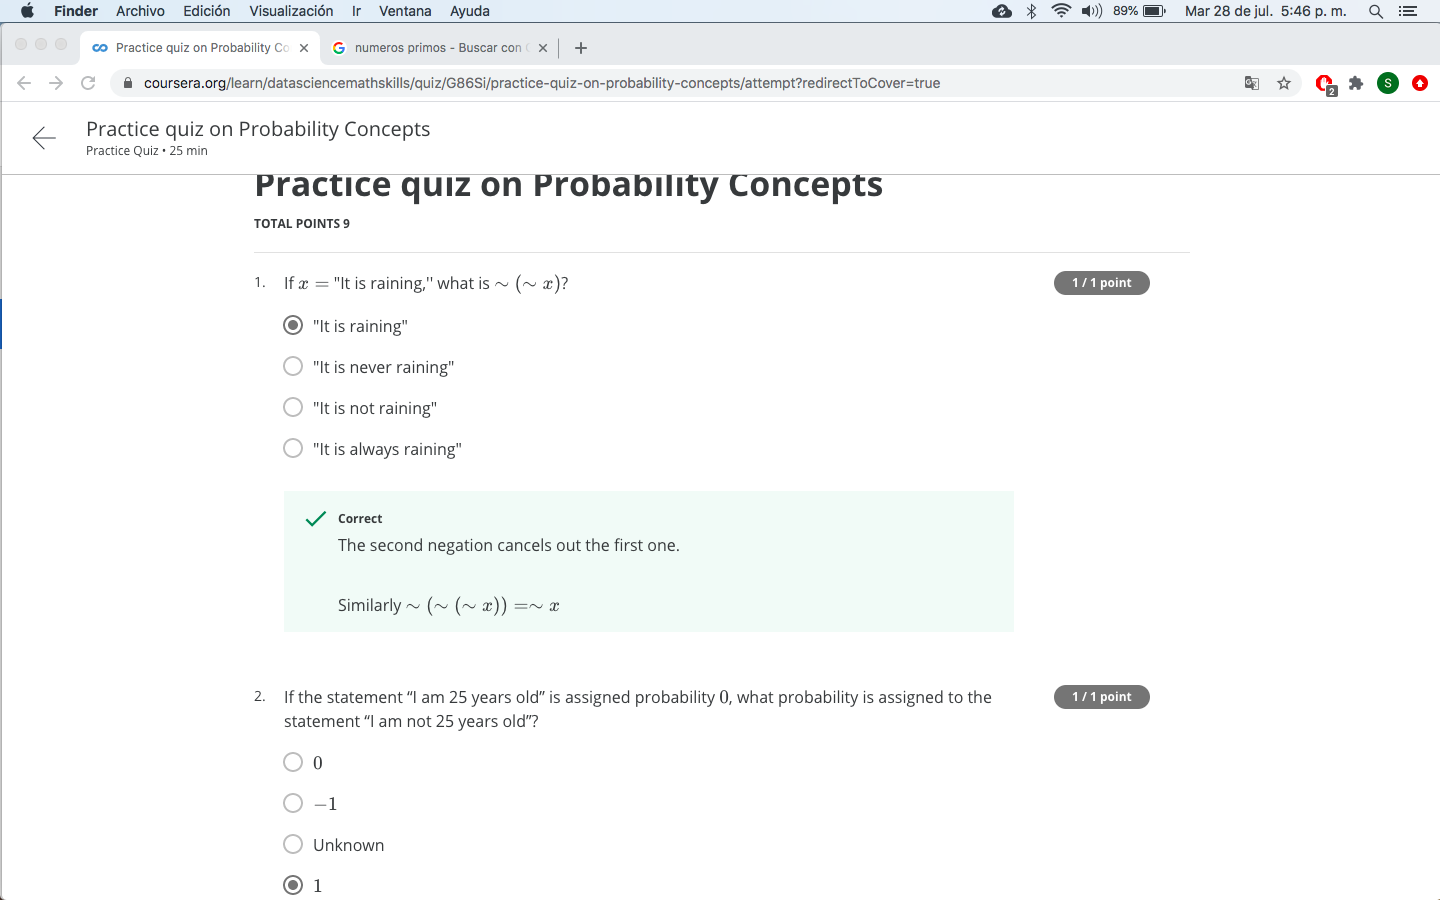 Finder Archivo Edición Visualización Ir Ventana Ayuda 89% Mar 28 de jul. 5:46 p. m.
Practice quiz on Probability Co numeros primos - Buscar con
coursera.org/learn/datasciencemathskills/quiz/G86Si/practice-quiz-on-probability-concepts/attempt?redirectToCover=true 2 S
Practice quiz on Probability Concepts
Practice Quiz • 25 min
Practice quiz on Probability Concepts
TOTAL POINTS 9
1. If x = "It is raining,'' what is ∼ (∼ x)? 1 / 1 point
"It is raining"
"It is never raining"
"It is not raining"
"It is always raining"
Correct
The second negation cancels out the first one.
Similarly ∼ (∼ (∼ x)) =∼ x
2. If the statement “I am 25 years old” is assigned probability 0, what probability is assigned to the 1 / 1 point
statement “I am not 25 years old”?
0
−1
Unknown
1